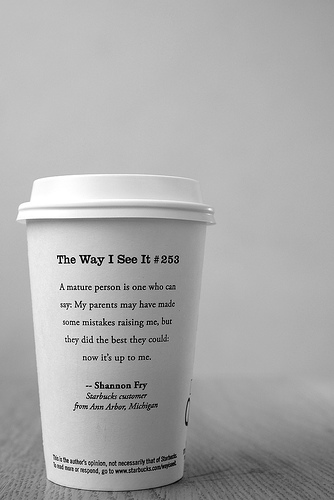 The Way I See It #253
A mature person is one who can
say: My parents may have made
some mistakes raising me, but
they did the best they could:
now it's up to me.
-- Shannon Fry
Starbucks customer
from Ann Arbor, Michigan
This is the author's opinion, not necessarily that of Starbucks.
To read more or respond, go to www.starbucks.com/wayiseeit.